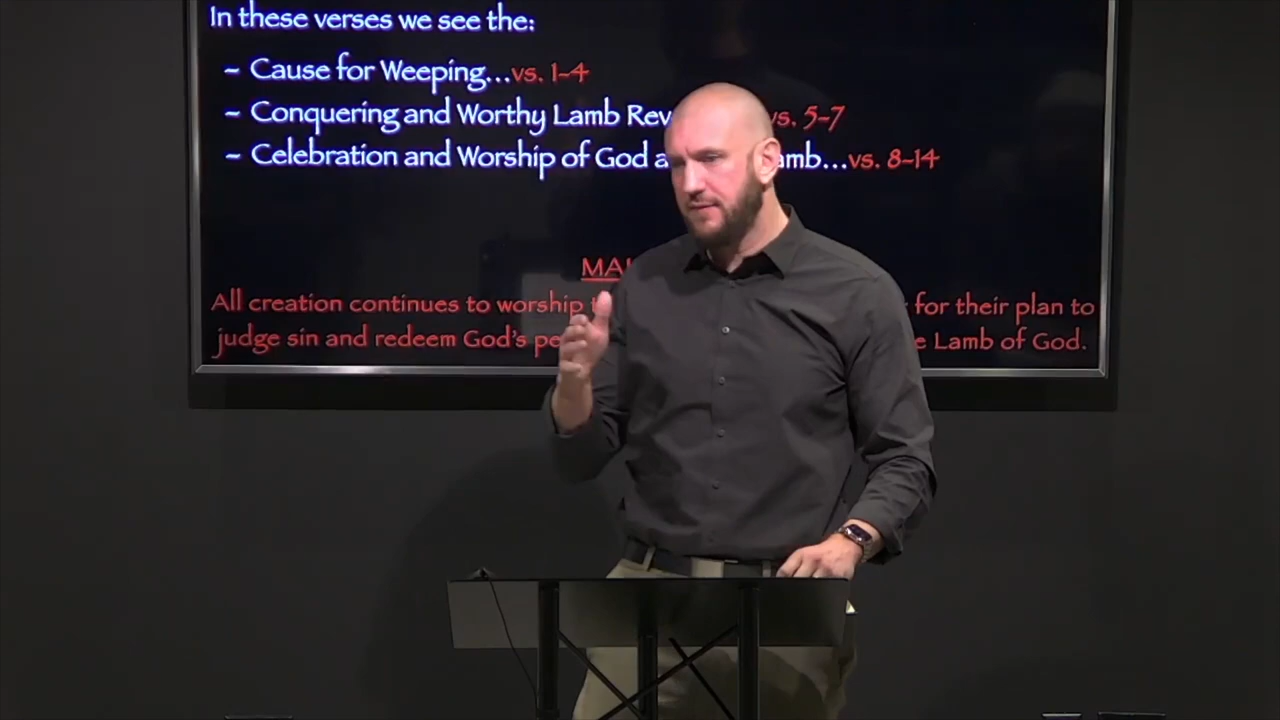 In these verses we see the:
~ Cause for Weeping...vs. 1-4
~ Conquering and Worthy Lamb Rev vs. 5-7
~ Celebration and Worship of God a amb...vs. 8-14
MAI
All creation continues to worship for their plan to
judge sin and redeem God's pe e Lamb of God.